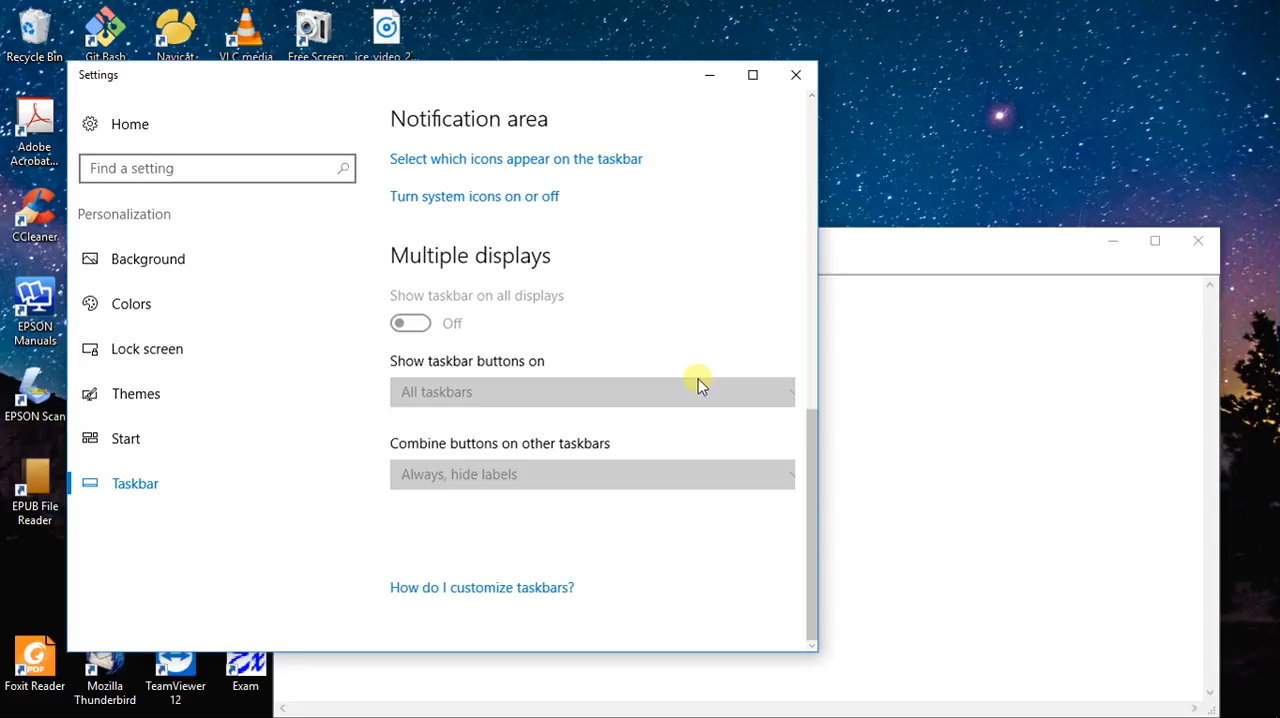 Recycle Bin
Git Bash
Navicat
VLC media
Free Screen
ice_video_2...
Settings
Adobe
Acrobat...
CCleaner
EPSON
Manuals
EPSON Scan
EPUB File
Reader
Foxit Reader
PDF
Mozilla
Thunderbird
TeamViewer
12
Exam
Home
Find a setting
Personalization
Background
Colors
Lock screen
Themes
Start
Taskbar
Notification area
Select which icons appear on the taskbar
Turn system icons on or off
Multiple displays
Show taskbar on all displays
Off
Show taskbar buttons on
All taskbars
Combine buttons on other taskbars
Always, hide labels
How do I customize taskbars?